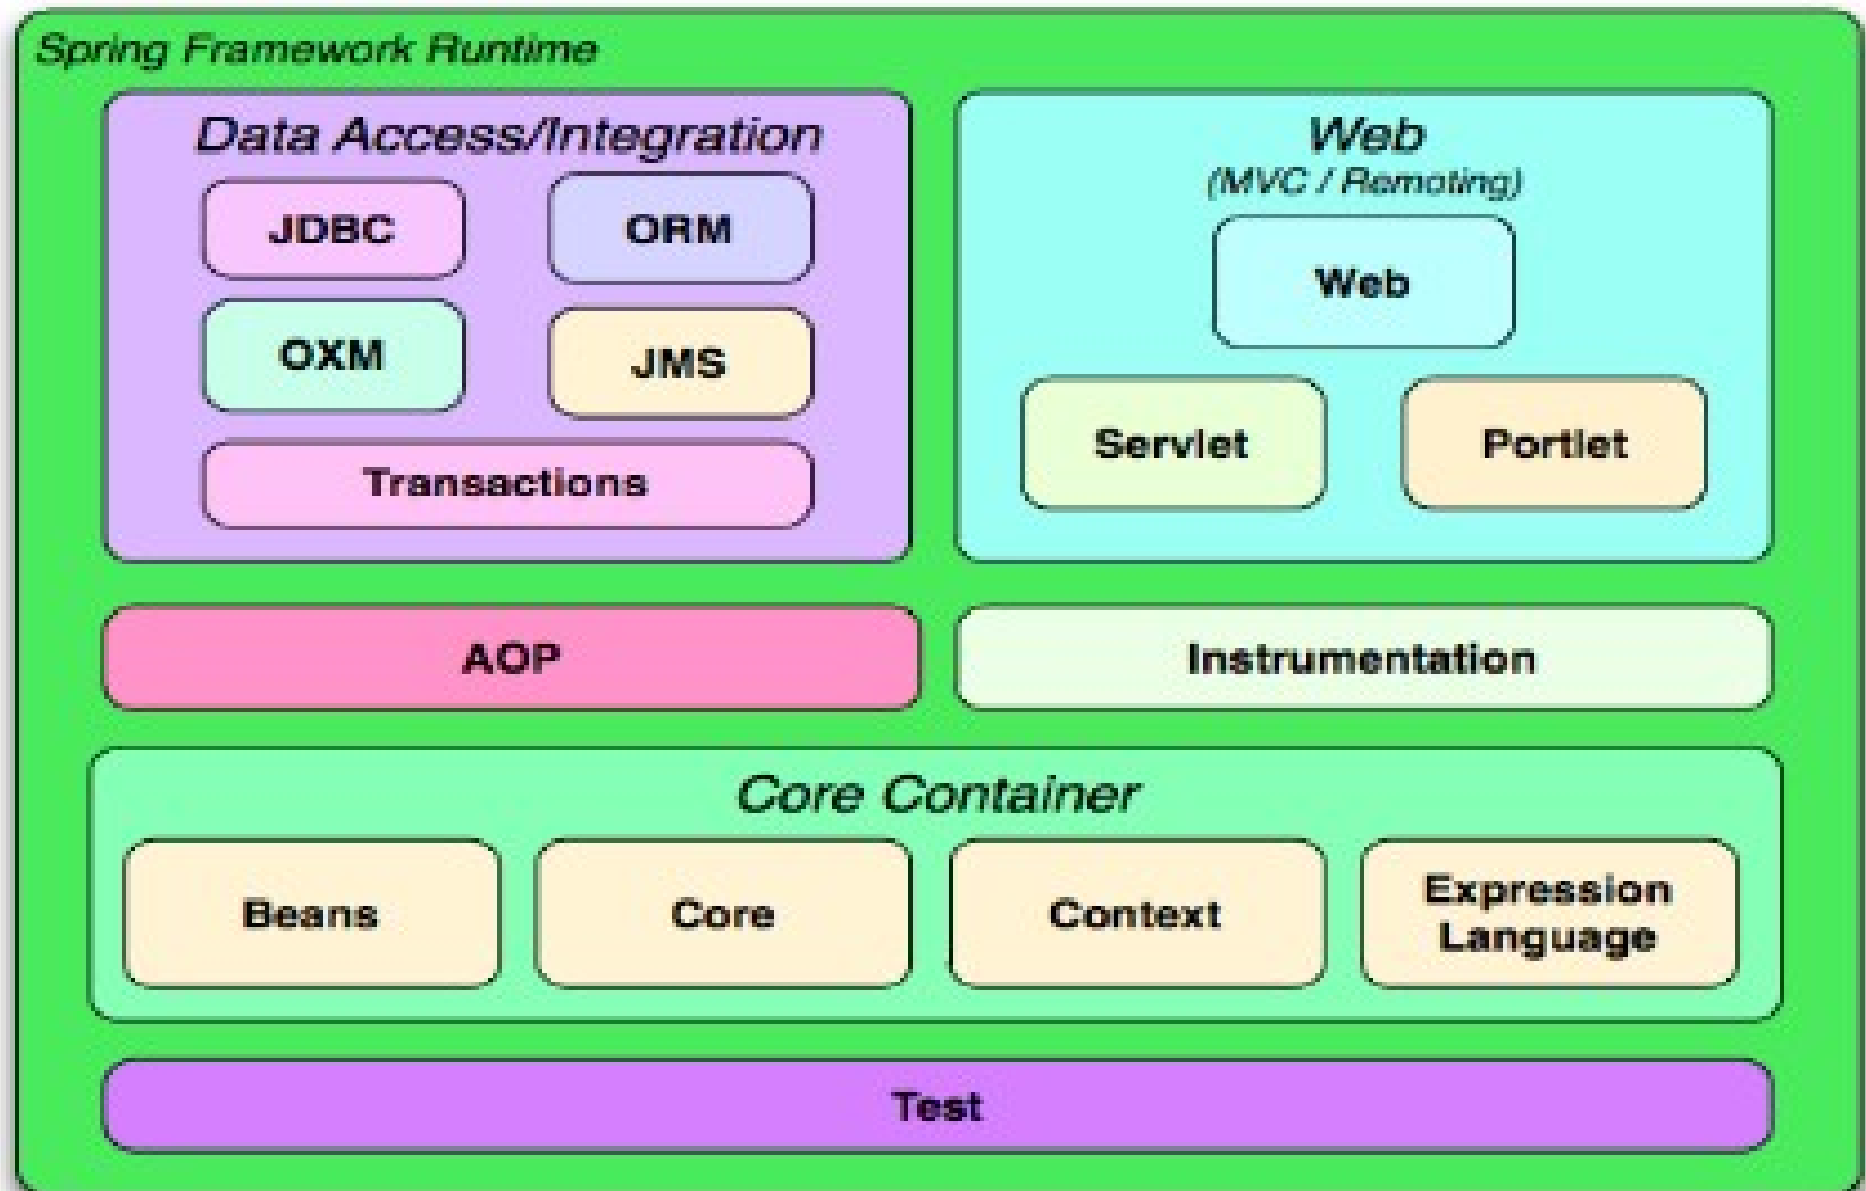 Spring Framework Runtime
Data Access/Integration
JDBC
ORM
OXM
JMS
Transactions
Web
(MVC / Remoting)
Web
Servlet
Portlet
AOP
Instrumentation
Core Container
Beans
Core
Context
Expression
Language
Test